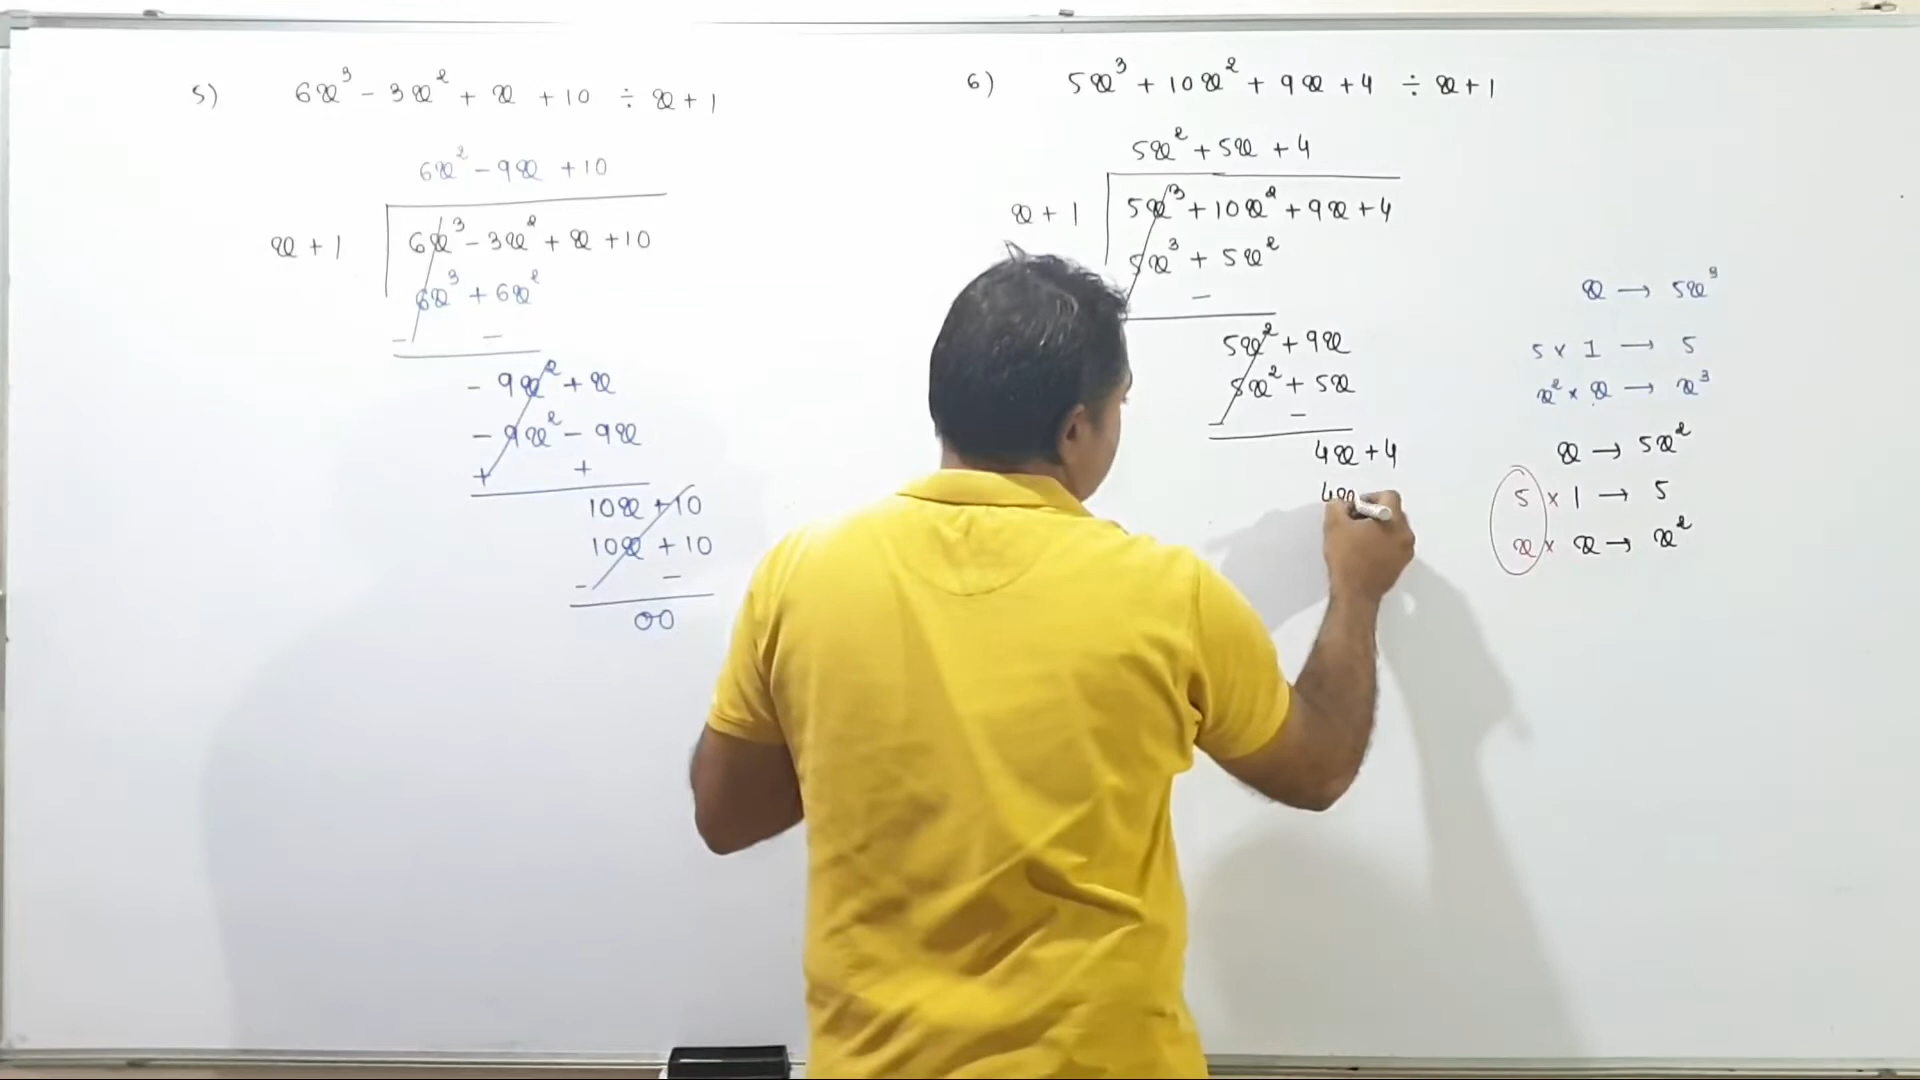 5) 6x³ - 3x² + x + 10 ÷ x + 1
6x² - 9x + 10
x + 1 6x³ - 3x² + x + 10
6x³ + 6x²
- -
- 9x² + x
- 9x² - 9x
+ +
10x + 10
10x + 10
- -
00
6) 5x³ + 10x² + 9x + 4 ÷ x + 1
5x² + 5x + 4
x + 1 5x³ + 10x² + 9x + 4
5x³ + 5x²
-
5x² + 9x
5x² + 5x
- -
4x + 4
4x
x → 5x³
5 × 1 → 5
x² × x → x³
x → 5x²
5 × 1 → 5
x × x → x²